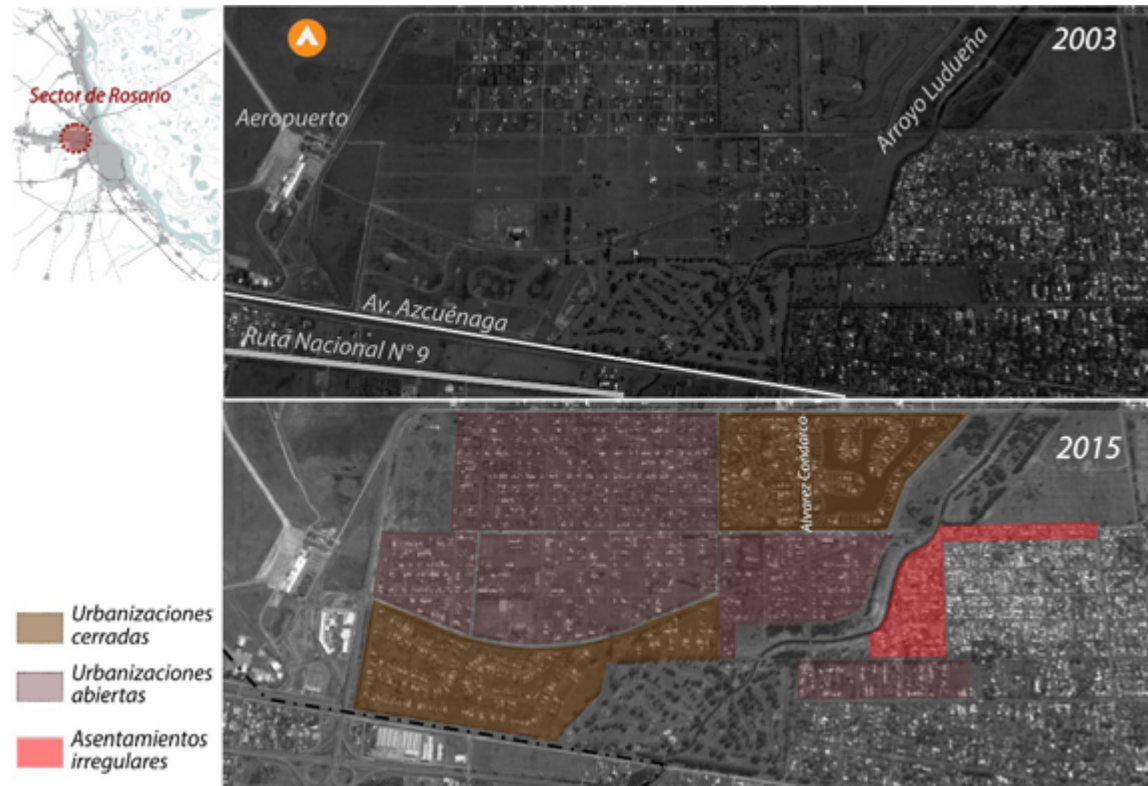 Sector de Rosario
2003
Aeropuerto
Arroyo Ludueña
Av. Azcuénaga
Ruta Nacional N° 9
2015
Alvarez Condarco
Urbanizaciones
cerradas
Urbanizaciones
abiertas
Asentamientos
irregulares